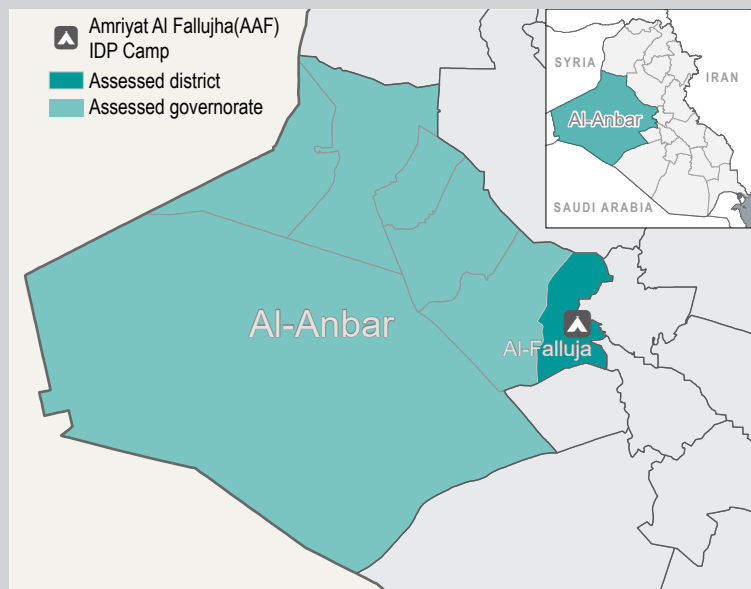 Amriyat Al Fallujha(AAF)
IDP Camp
Assessed district
Assessed governorate
SYRIA
IRAN
Al-Anbar
SAUDI ARABIA
Al-Anbar
Al-Falluja